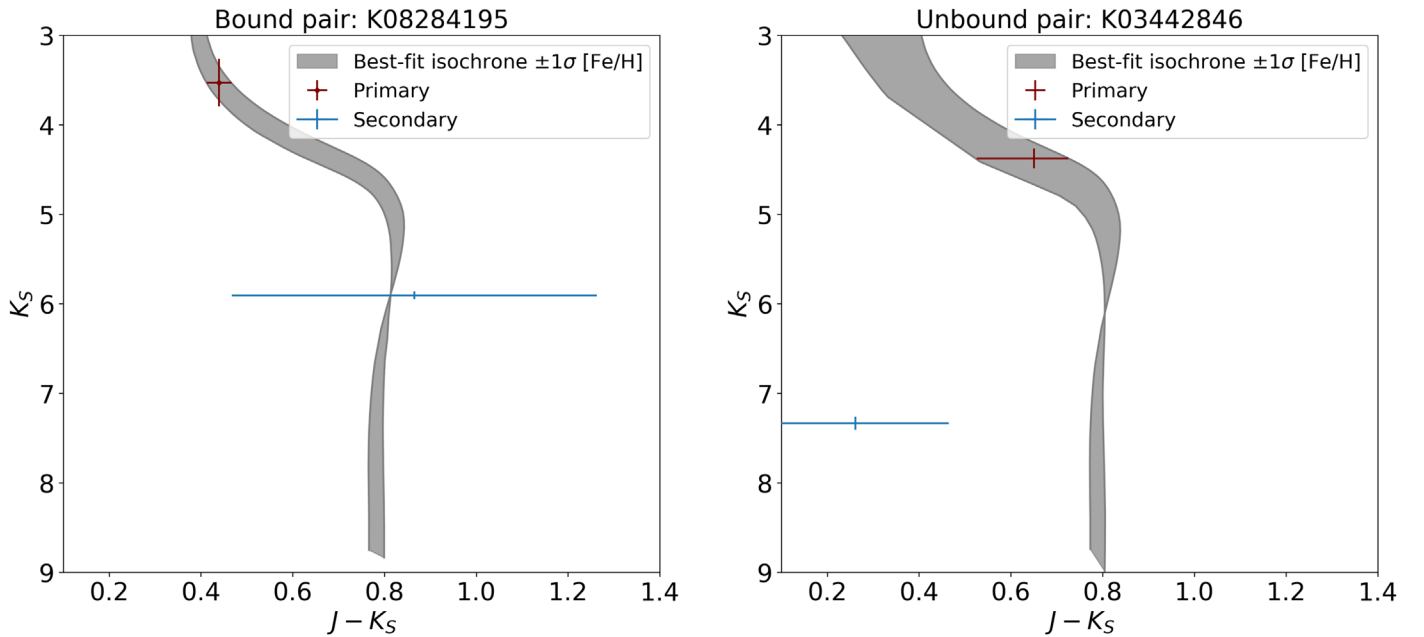 Bound pair: K08284195
3
4
5
6
7
8
9
K_S
Best-fit isochrone ±1σ [Fe/H]
Primary
Secondary
0.2 0.4 0.6 0.8 1.0 1.2 1.4
J − K_S
Unbound pair: K03442846
3
4
5
6
7
8
9
K_S
Best-fit isochrone ±1σ [Fe/H]
Primary
Secondary
0.2 0.4 0.6 0.8 1.0 1.2 1.4
J − K_S